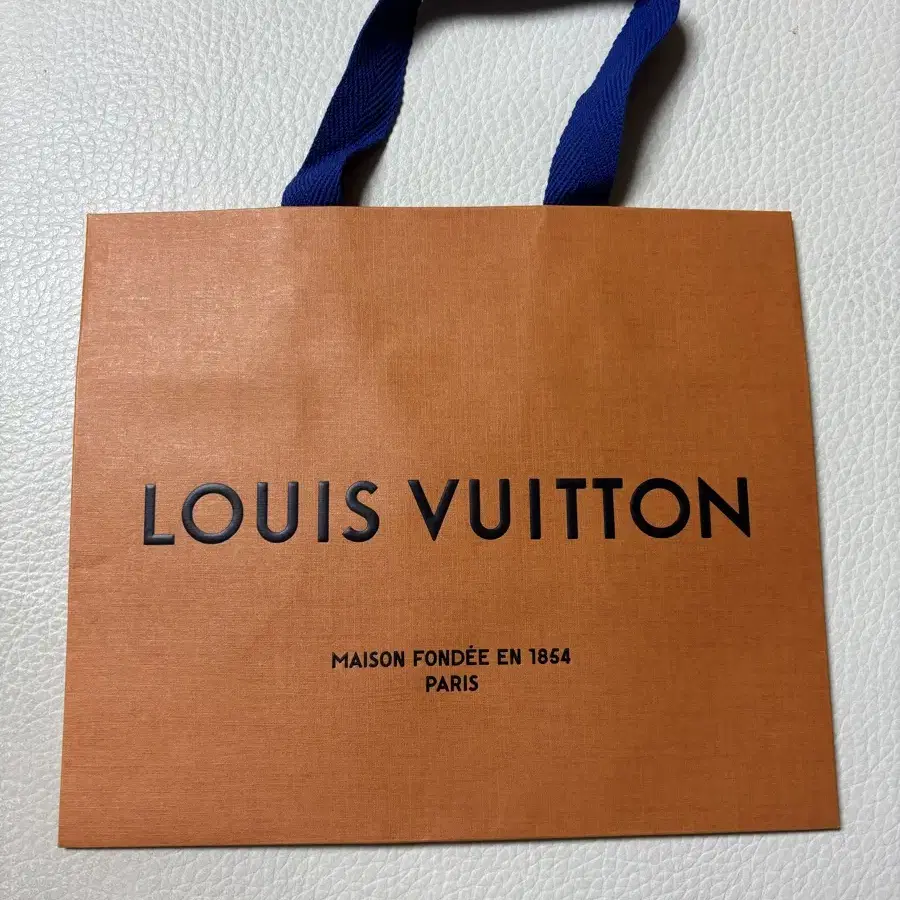 LOUIS VUITTON
MAISON FONDÉE EN 1854
PARIS